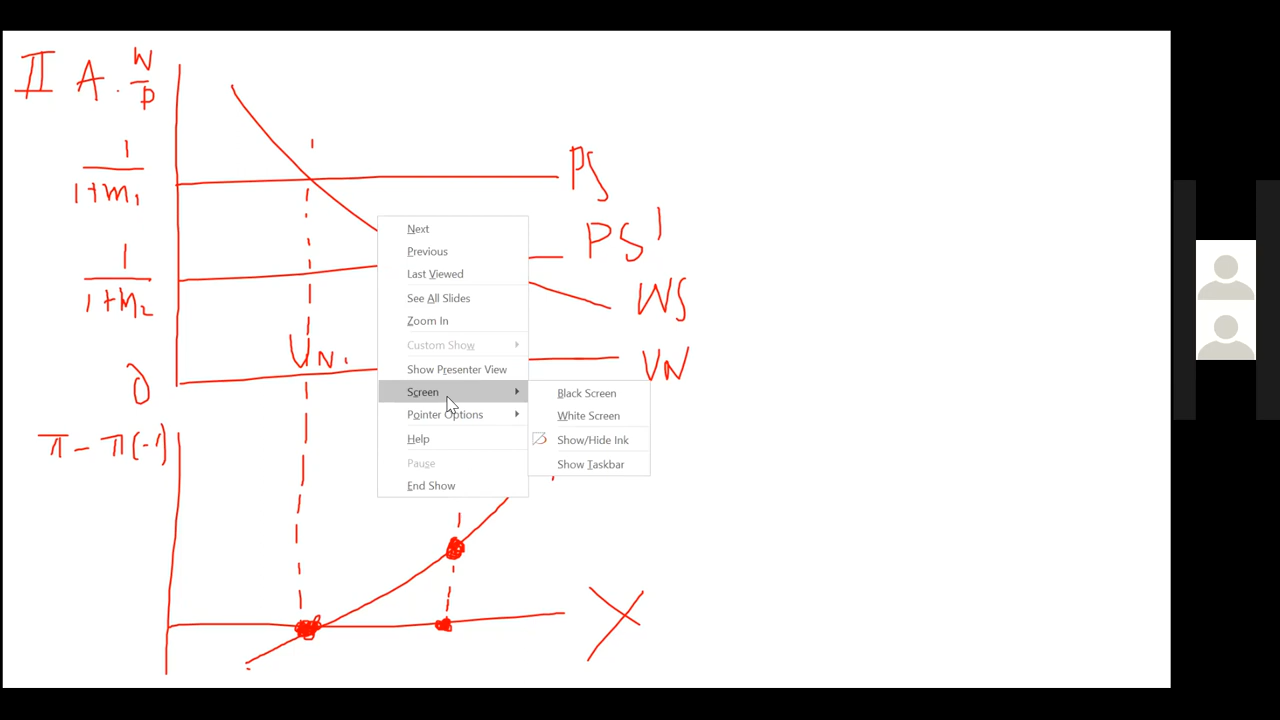 II A. W/P
1/(1+m₁)
PS
PS'
1/(1+m₂)
WS
UN.
UN
0
π - π(-1)
X
Next
Previous
Last Viewed
See All Slides
Zoom In
Custom Show
Show Presenter View
Screen
Pointer Options
Help
Pause
End Show
Black Screen
White Screen
Show/Hide Ink
Show Taskbar